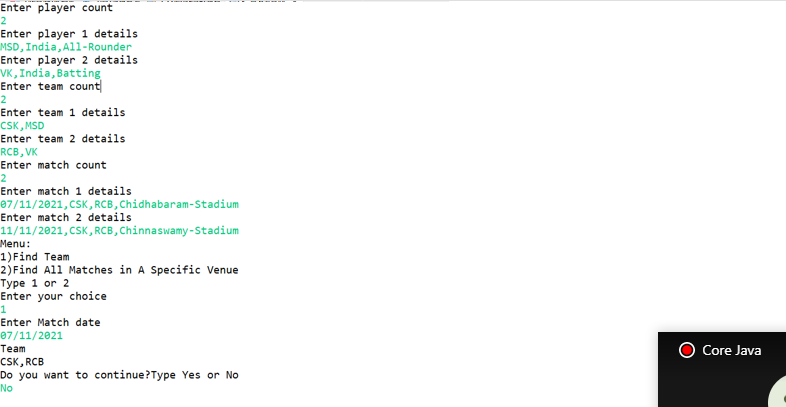 Enter player count
2
Enter player 1 details
MSD,India,All-Rounder
Enter player 2 details
VK,India,Batting
Enter team count
2
Enter team 1 details
CSK,MSD
Enter team 2 details
RCB,VK
Enter match count
2
Enter match 1 details
07/11/2021,CSK,RCB,Chidhabaram-Stadium
Enter match 2 details
11/11/2021,CSK,RCB,Chinnaswamy-Stadium
Menu:
1)Find Team
2)Find All Matches in A Specific Venue
Type 1 or 2
Enter your choice
1
Enter Match date
07/11/2021
Team
CSK,RCB
Do you want to continue?Type Yes or No
No
Core Java